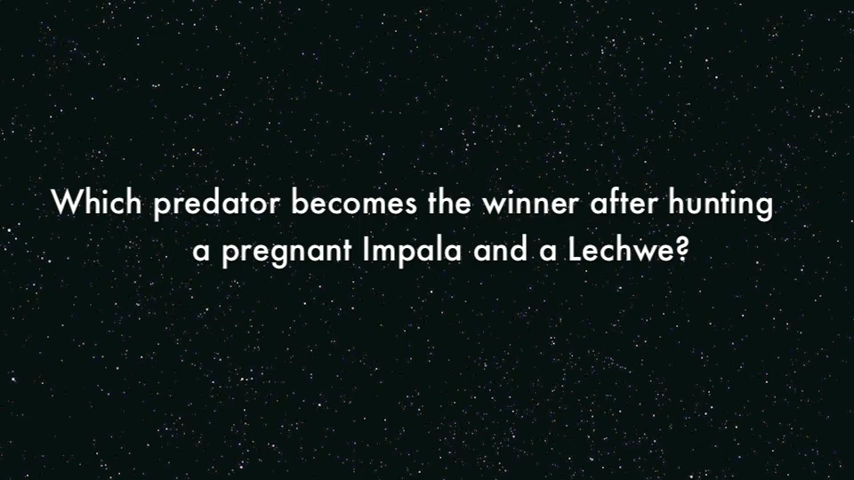 Which predator becomes the winner after hunting
a pregnant Impala and a Lechwe?